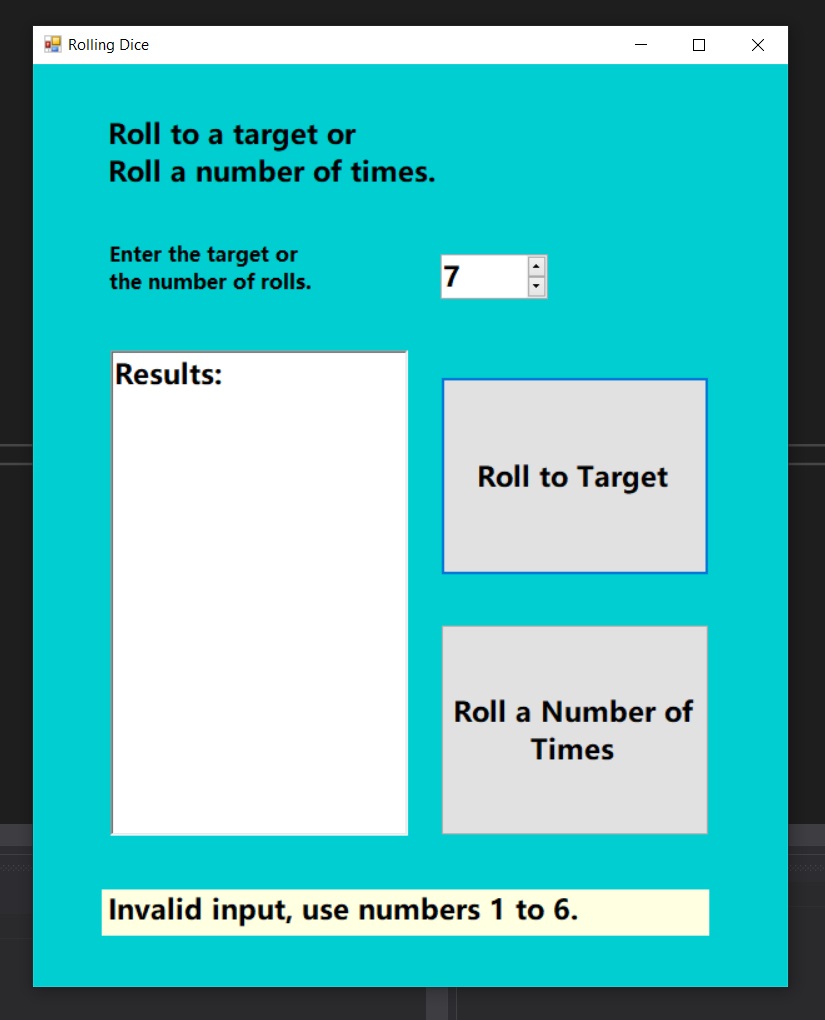 Rolling Dice
Roll to a target or
Roll a number of times.
Enter the target or
the number of rolls.
7
Results:
Roll to Target
Roll a Number of
Times
Invalid input, use numbers 1 to 6.